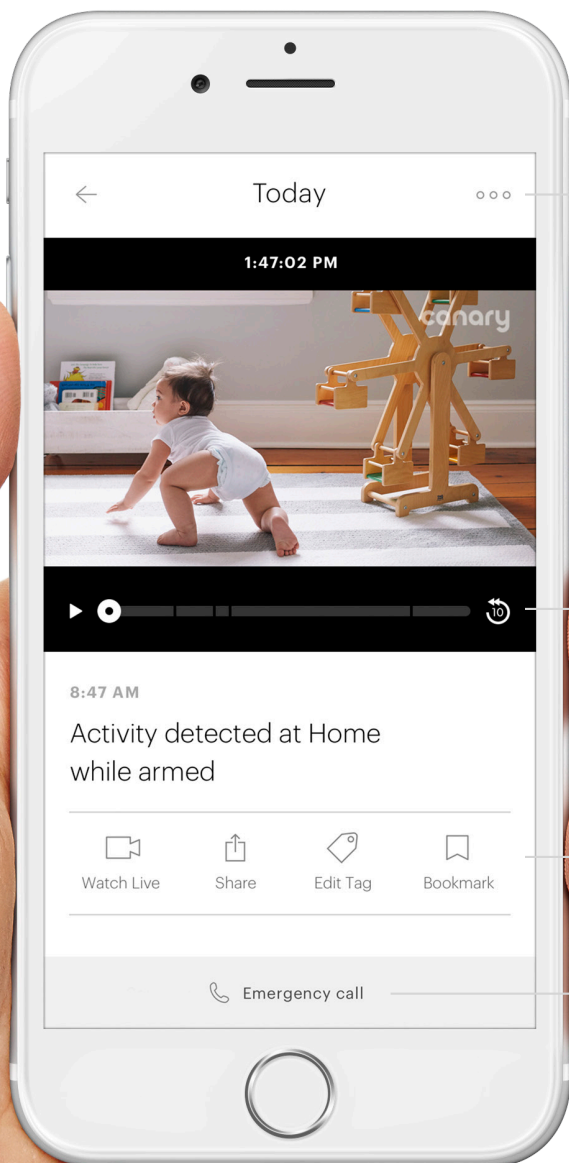 Today
1:47:02 PM
canary
10
8:47 AM
Activity detected at Home
while armed
Watch Live
Share
Edit Tag
Bookmark
Emergency call